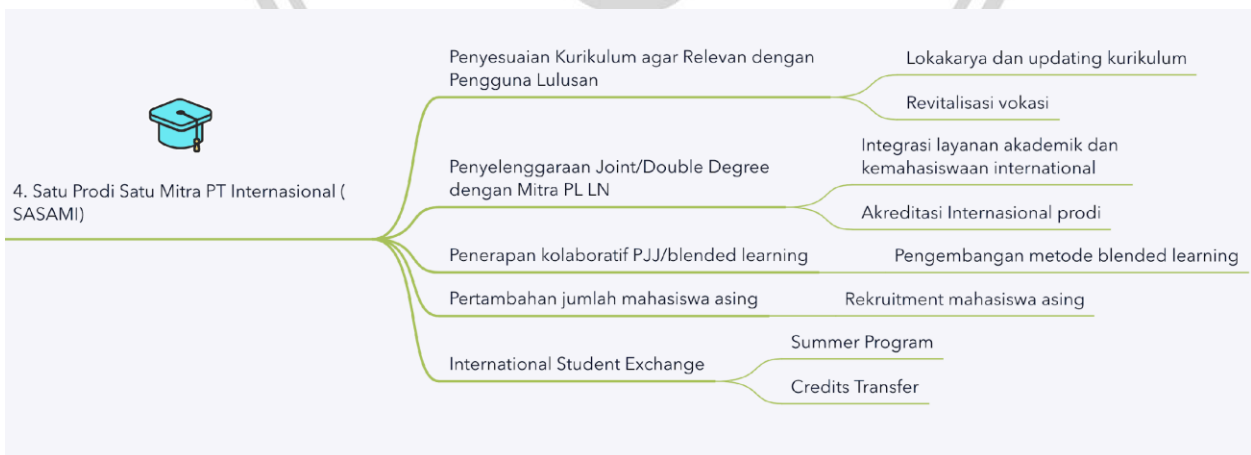 4. Satu Prodi Satu Mitra PT Internasional (
SASAMI)
Penyesuaian Kurikulum agar Relevan dengan
Pengguna Lulusan
Lokakarya dan updating kurikulum
Revitalisasi vokasi
Penyelenggaraan Joint/Double Degree
dengan Mitra PL LN
Integrasi layanan akademik dan
kemahasiswaan international
Akreditasi Internasional prodi
Penerapan kolaboratif PJJ/blended learning
Pengembangan metode blended learning
Pertambahan jumlah mahasiswa asing
Rekruitment mahasiswa asing
International Student Exchange
Summer Program
Credits Transfer